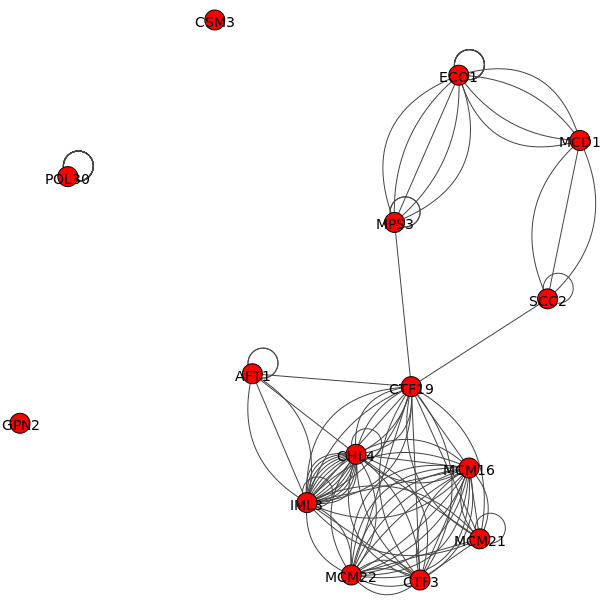 CSM3
ECO1
MCD1
POL30
MPS3
SCC2
AFT1
CTF19
GPN2
CHL4
MCM16
IML3
MCM21
MCM22
CTF3